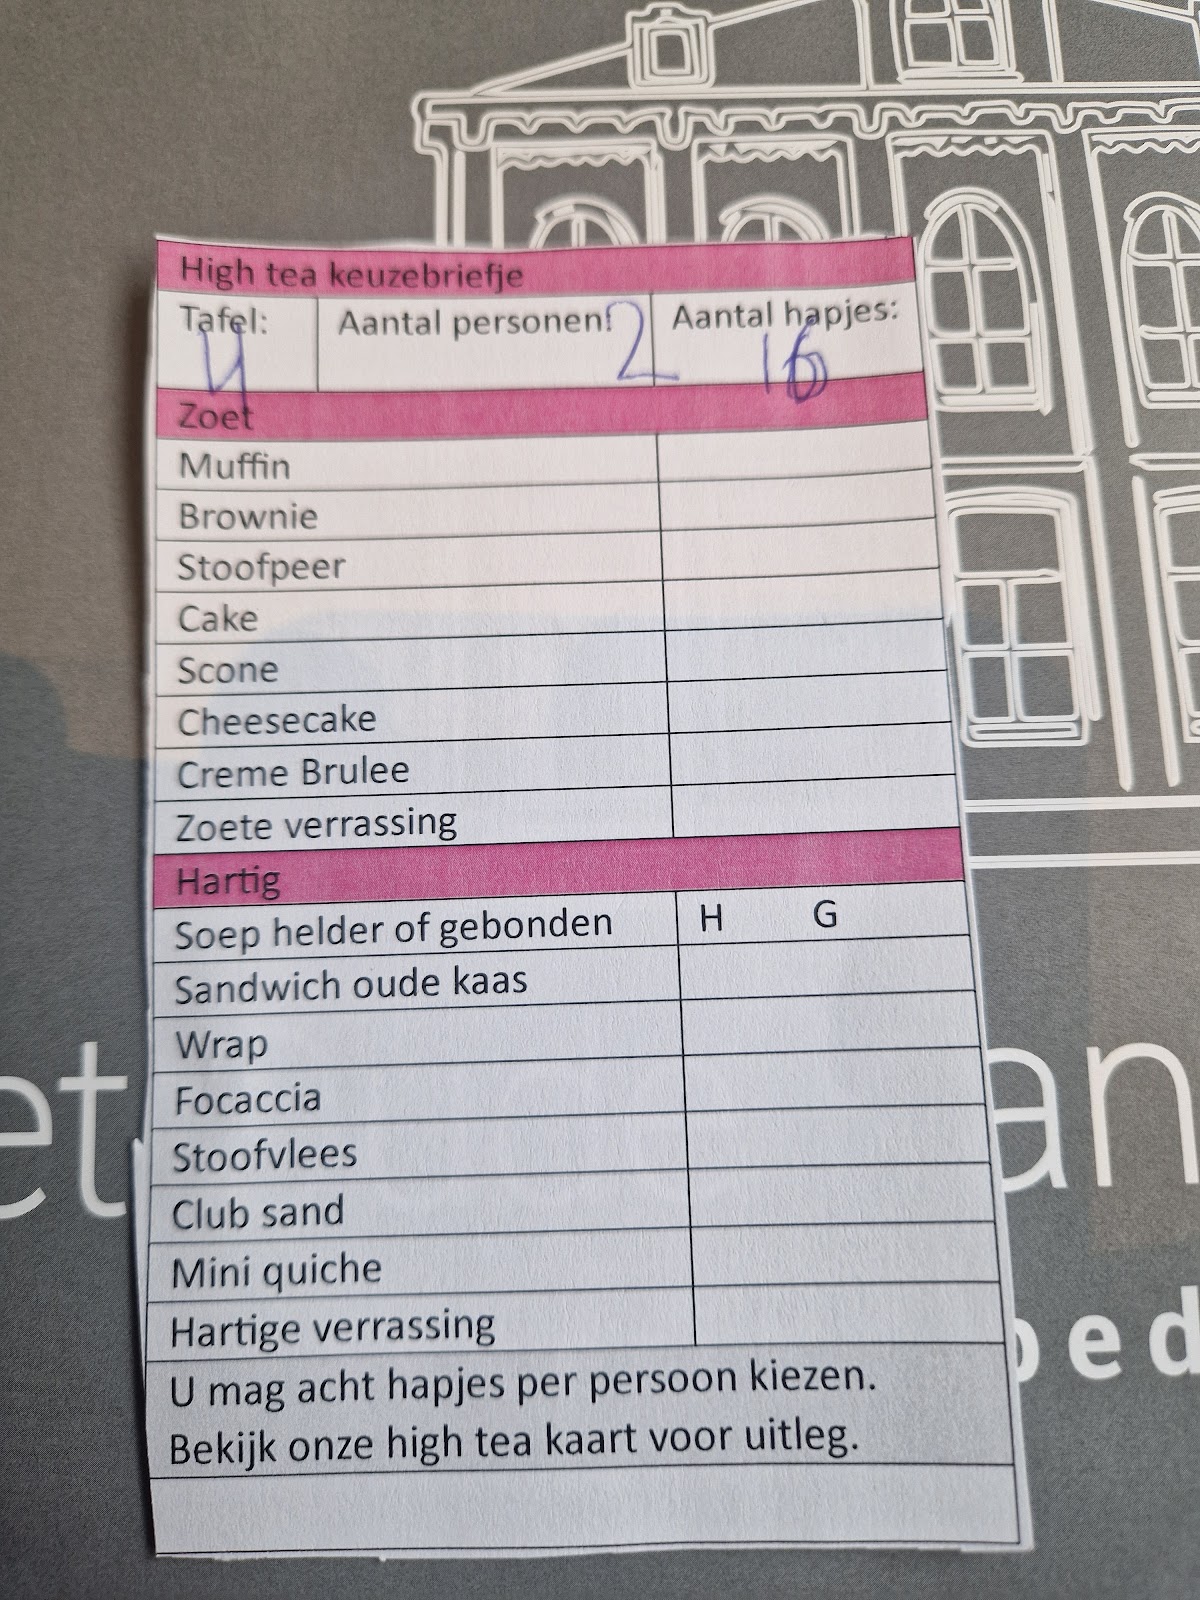 High tea keuzebriefje
Tafel: 4 Aantal personen: 2 Aantal hapjes: 16
Zoet
Muffin
Brownie
Stoofpeer
Cake
Scone
Cheesecake
Creme Brulee
Zoete verrassing
Hartig
Soep helder of gebonden H G
Sandwich oude kaas
Wrap
Focaccia
Stoofvlees
Club sand
Mini quiche
Hartige verrassing
U mag acht hapjes per persoon kiezen.
Bekijk onze high tea kaart voor uitleg.